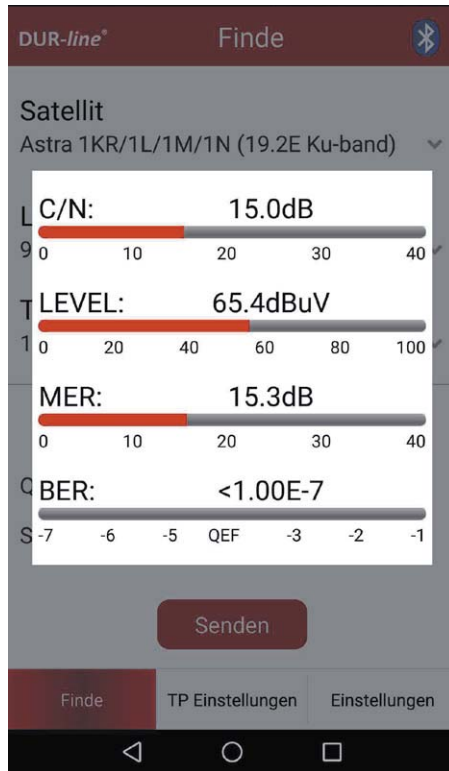 DUR-line®
Finde
Satellit
Astra 1KR/1L/1M/1N (19.2E Ku-band)
L
9
T
1
Q
S
C/N: 15.0dB
0 10 20 30 40
LEVEL: 65.4dBuV
0 20 40 60 80 100
MER: 15.3dB
0 10 20 30 40
BER: <1.00E-7
-7 -6 -5 QEF -3 -2 -1
Senden
Finde TP Einstellungen Einstellungen